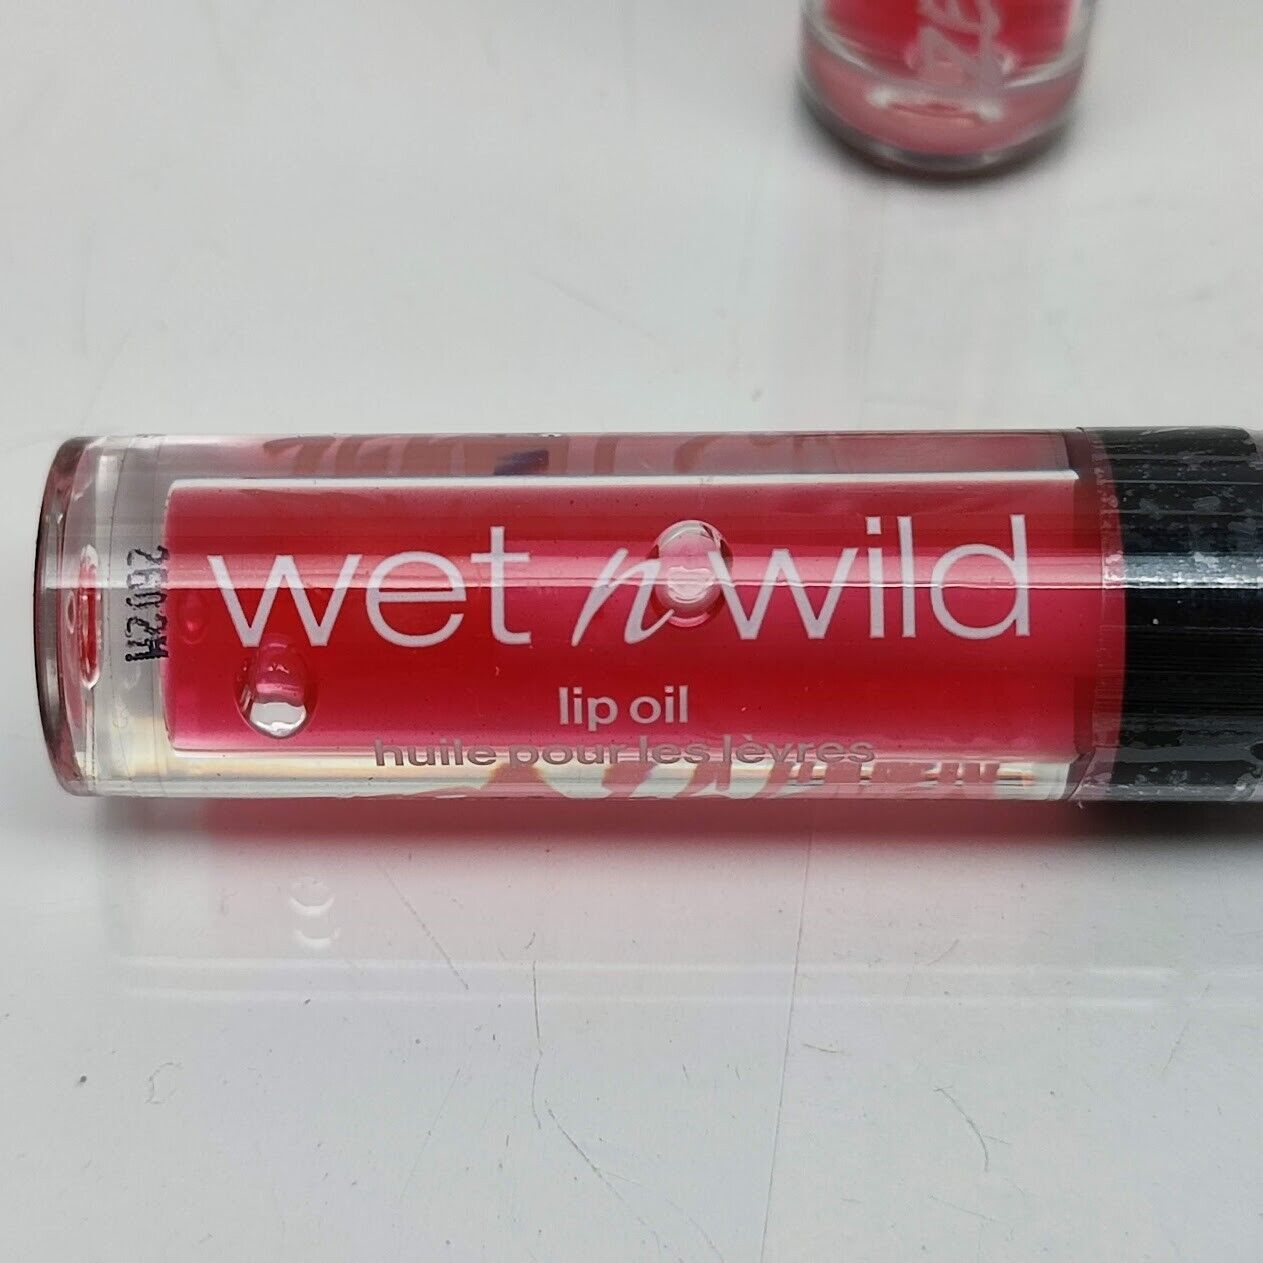 wet n wild
lip oil
huile pour les lèvres